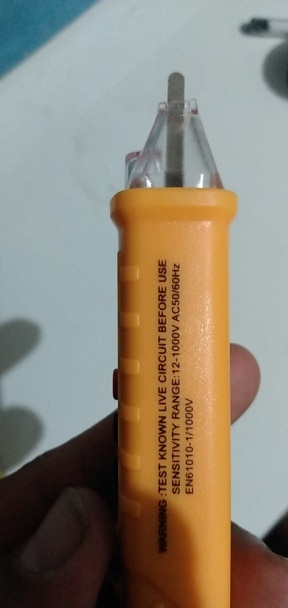 WARNING :TEST KNOWN LIVE CIRCUIT BEFORE USE
SENSITIVITY RANGE:12-1000V AC50/60Hz
EN61010-1/1000V